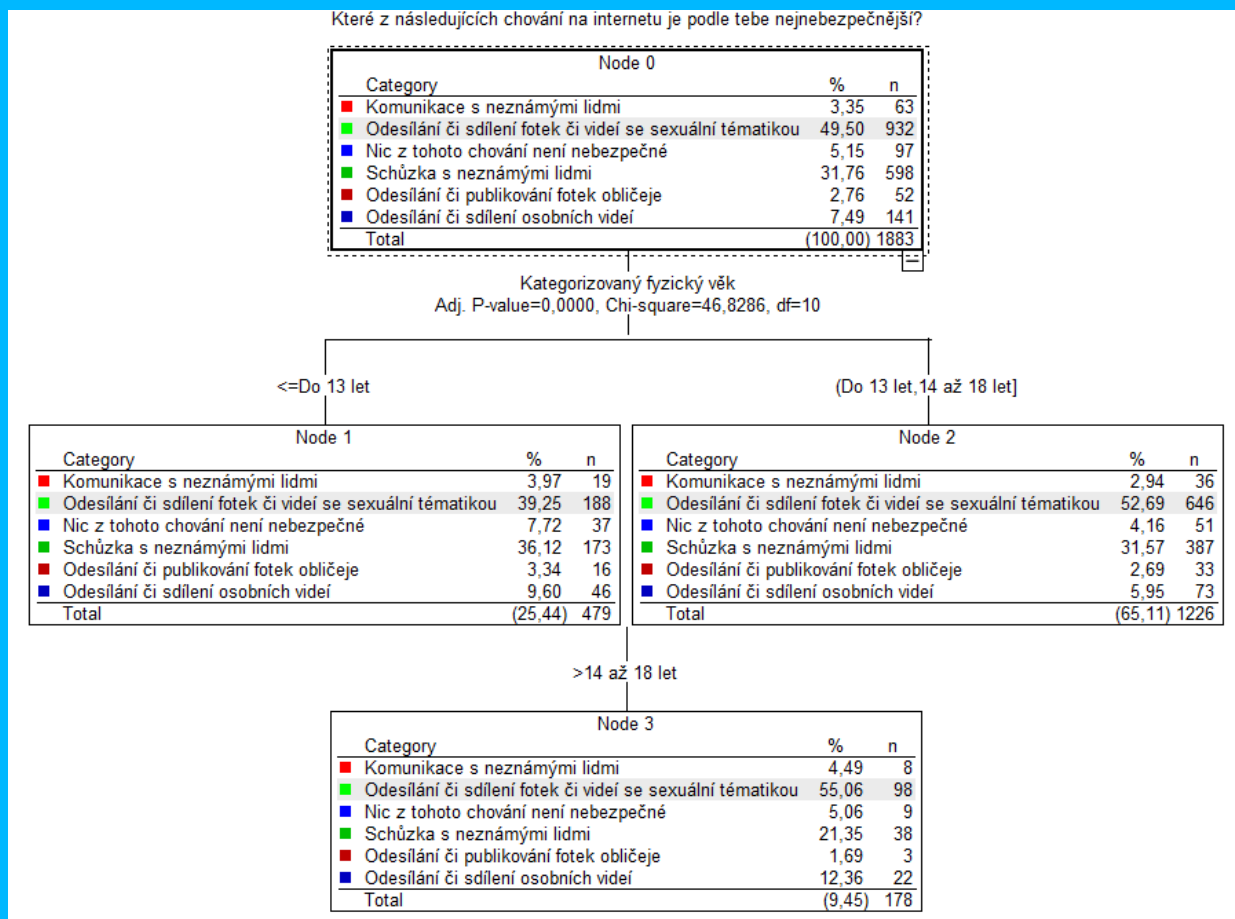 Které z následujících chování na internetu je podle tebe nejnebezpečnější?
Node 0
Category % n
Komunikace s neznámými lidmi 3,35 63
Odesílání či sdílení fotek či videí se sexuální tématikou 49,50 932
Nic z tohoto chování není nebezpečné 5,15 97
Schůzka s neznámými lidmi 31,76 598
Odesílání či publikování fotek obličeje 2,76 52
Odesílání či sdílení osobních videí 7,49 141
Total (100,00) 1883
Kategorizovaný fyzický věk
Adj. P-value=0,0000, Chi-square=46,8286, df=10
<=Do 13 let
Node 1
Category % n
Komunikace s neznámými lidmi 3,97 19
Odesílání či sdílení fotek či videí se sexuální tématikou 39,25 188
Nic z tohoto chování není nebezpečné 7,72 37
Schůzka s neznámými lidmi 36,12 173
Odesílání či publikování fotek obličeje 3,34 16
Odesílání či sdílení osobních videí 9,60 46
Total (25,44) 479
(Do 13 let,14 až 18 let]
Node 2
Category % n
Komunikace s neznámými lidmi 2,94 36
Odesílání či sdílení fotek či videí se sexuální tématikou 52,69 646
Nic z tohoto chování není nebezpečné 4,16 51
Schůzka s neznámými lidmi 31,57 387
Odesílání či publikování fotek obličeje 2,69 33
Odesílání či sdílení osobních videí 5,95 73
Total (65,11) 1226
>14 až 18 let
Node 3
Category % n
Komunikace s neznámými lidmi 4,49 8
Odesílání či sdílení fotek či videí se sexuální tématikou 55,06 98
Nic z tohoto chování není nebezpečné 5,06 9
Schůzka s neznámými lidmi 21,35 38
Odesílání či publikování fotek obličeje 1,69 3
Odesílání či sdílení osobních videí 12,36 22
Total (9,45) 178